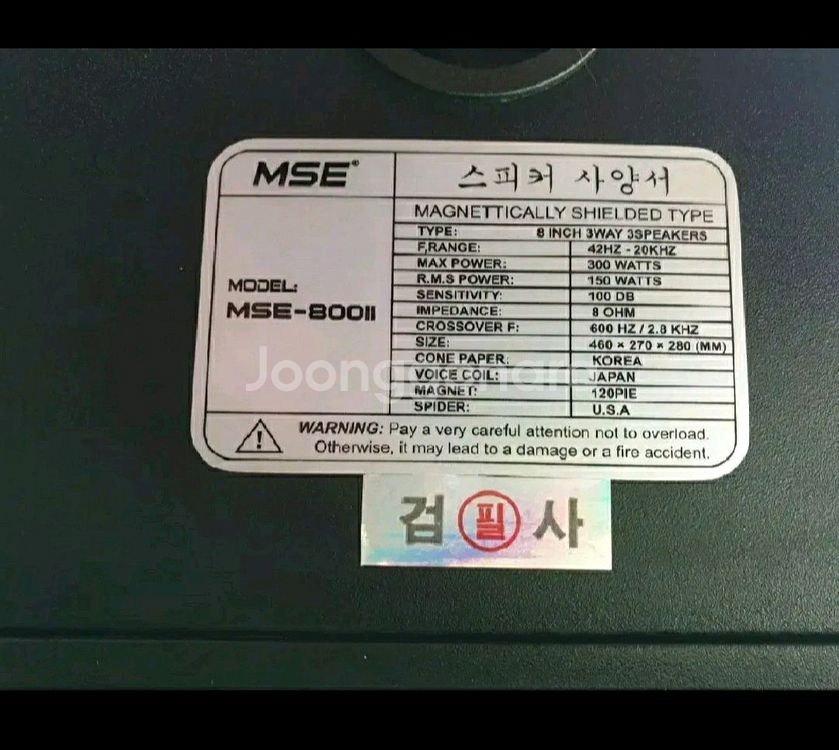 MSE®
스피커 사양서
MAGNETTICALLY SHIELDED TYPE
TYPE: 8 INCH 3WAY 3SPEAKERS
F,RANGE: 42HZ - 20KHZ
MAX POWER: 300 WATTS
R.M.S POWER: 150 WATTS
SENSITIVITY: 100 DB
IMPEDANCE: 8 OHM
CROSSOVER F: 600 HZ / 2.8 KHZ
SIZE: 460 × 270 × 280 (MM)
CONE PAPER: KOREA
VOICE COIL: JAPAN
MAGNET: 120PIE
SPIDER: U.S.A
MODEL:
MSE-800II
WARNING: Pay a very careful attention not to overload.
Otherwise, it may lead to a damage or a fire accident.
검 필 사